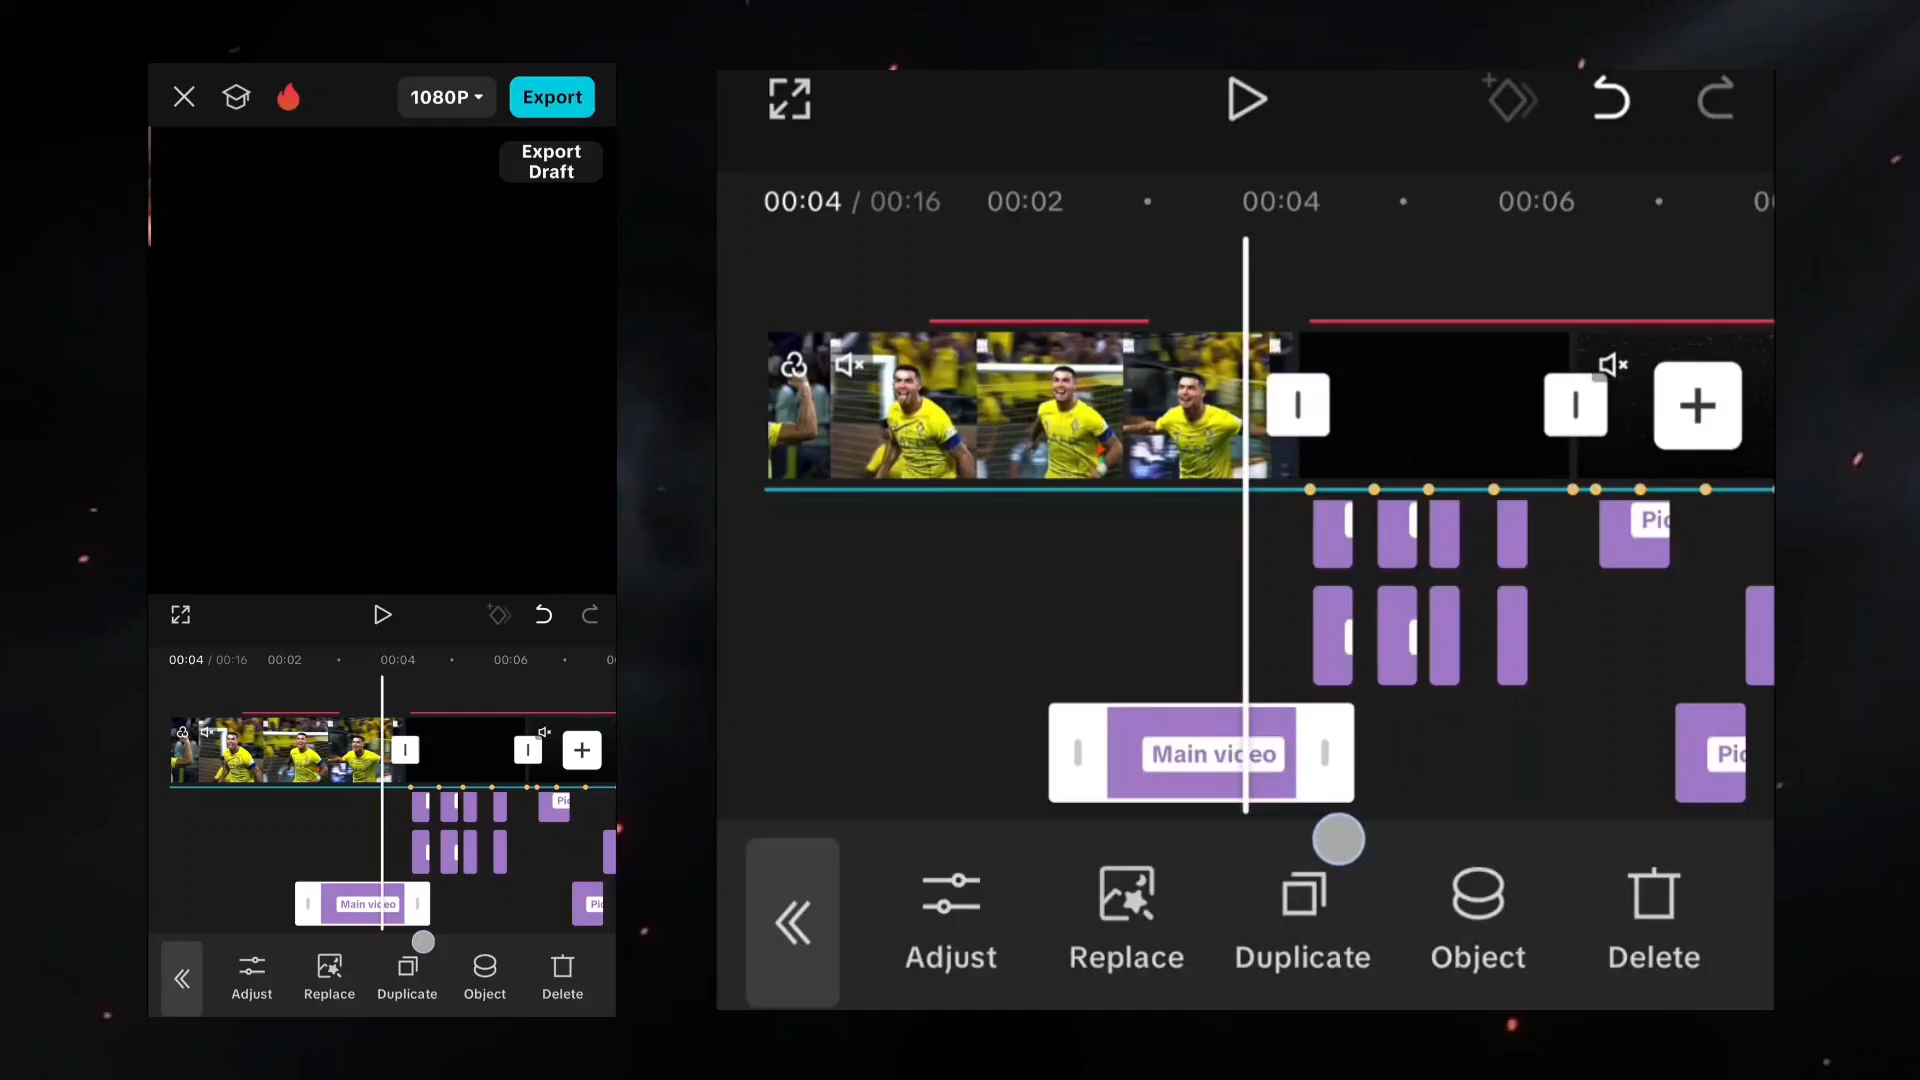 1080P
Export
Export
Draft
00:04 / 00:16 00:02 00:04 00:06
Main video
Adjust
Replace
Duplicate
Object
Delete
00:04 / 00:16 00:02 00:04 00:06
Main video
Adjust
Replace
Duplicate
Object
Delete